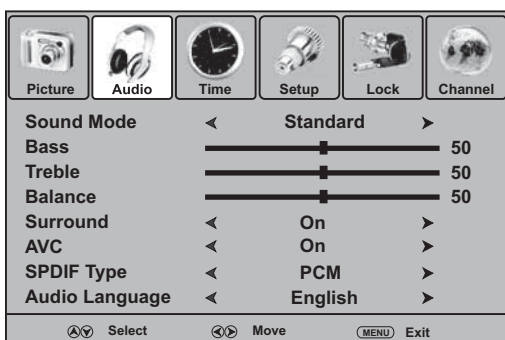 Picture Audio Time Setup Lock Channel
Sound Mode Standard
Bass 50
Treble 50
Balance 50
Surround On
AVC On
SPDIF Type PCM
Audio Language English
Select Move MENU Exit